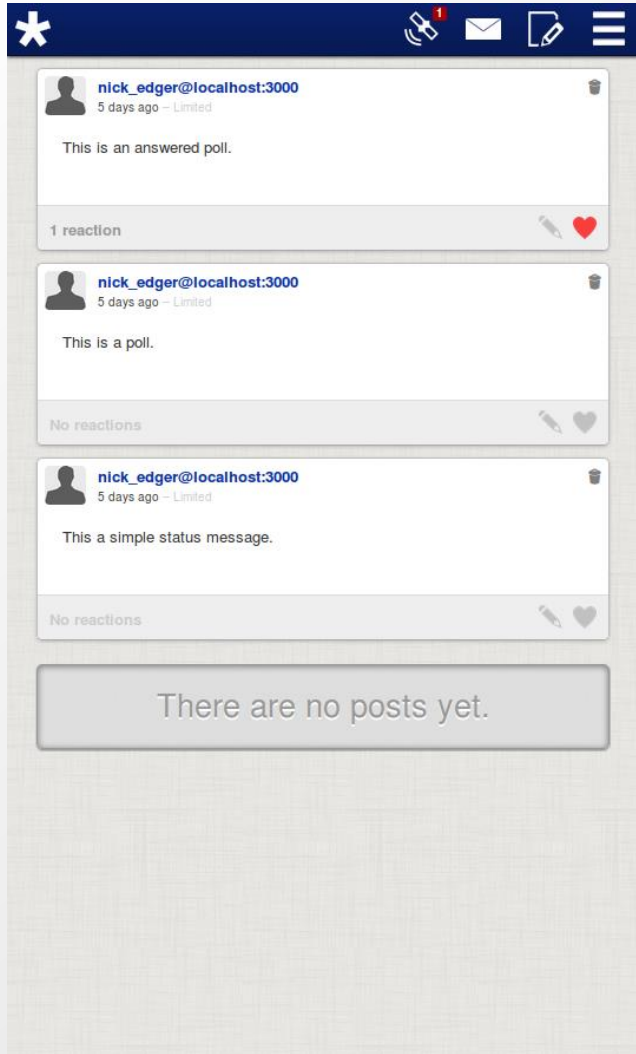 1
nick_edger@localhost:3000
5 days ago – Limited
This is an answered poll.
1 reaction
nick_edger@localhost:3000
5 days ago – Limited
This is a poll.
No reactions
nick_edger@localhost:3000
5 days ago – Limited
This a simple status message.
No reactions
There are no posts yet.